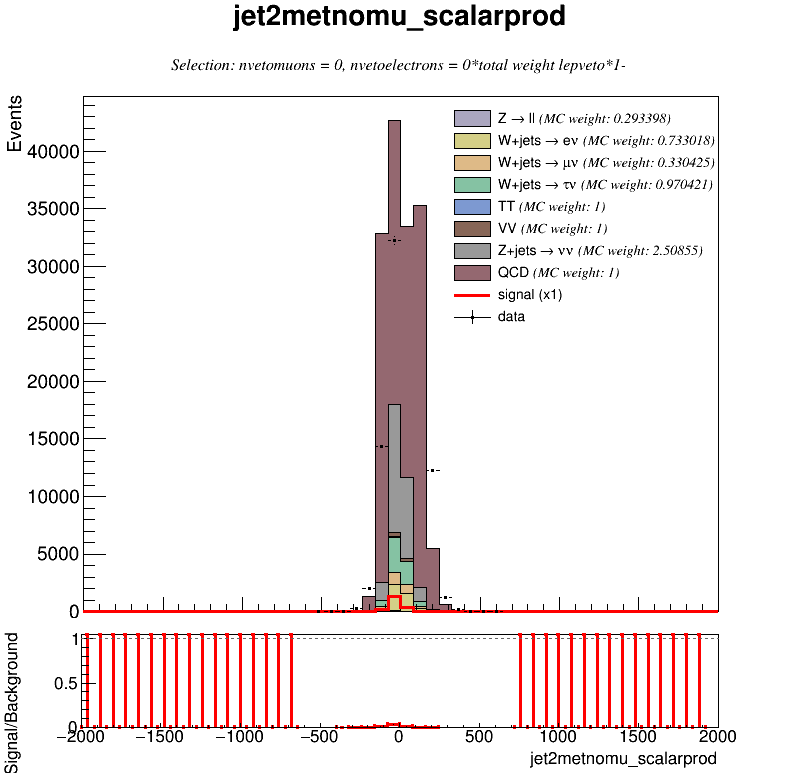 jet2metnomu_scalarprod
Selection: nvetomuons = 0, nvetoelectrons = 0*total weight lepveto*1-
Events
Z → ll (MC weight: 0.293398)
W+jets → eν (MC weight: 0.733018)
W+jets → μν (MC weight: 0.330425)
W+jets → τν (MC weight: 0.970421)
TT (MC weight: 1)
VV (MC weight: 1)
Z+jets → νν (MC weight: 2.50855)
QCD (MC weight: 1)
signal (x1)
data
40000
35000
30000
25000
20000
15000
10000
5000
0
Signal/Background
1
0.5
0
−2000 −1500 −1000 −500 0 500 1000 1500 2000
jet2metnomu_scalarprod